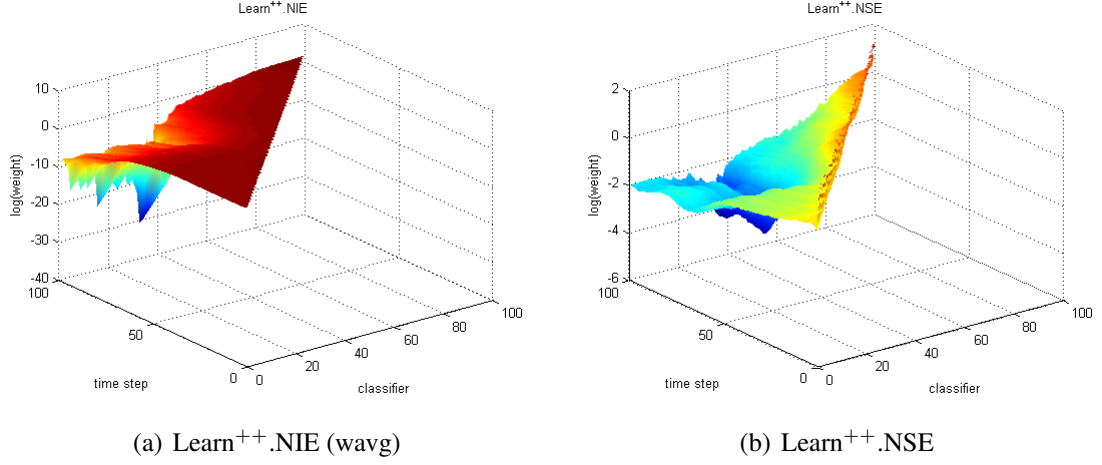 Learn++.NIE
10
0
-10
-20
-30
-40
log(weight)
100
50
0
time step
0
20
40
60
80
100
classifier
(a) Learn++.NIE (wavg)
Learn++.NSE
2
0
-2
-4
-6
log(weight)
100
50
0
time step
0
20
40
60
80
100
classifier
(b) Learn++.NSE